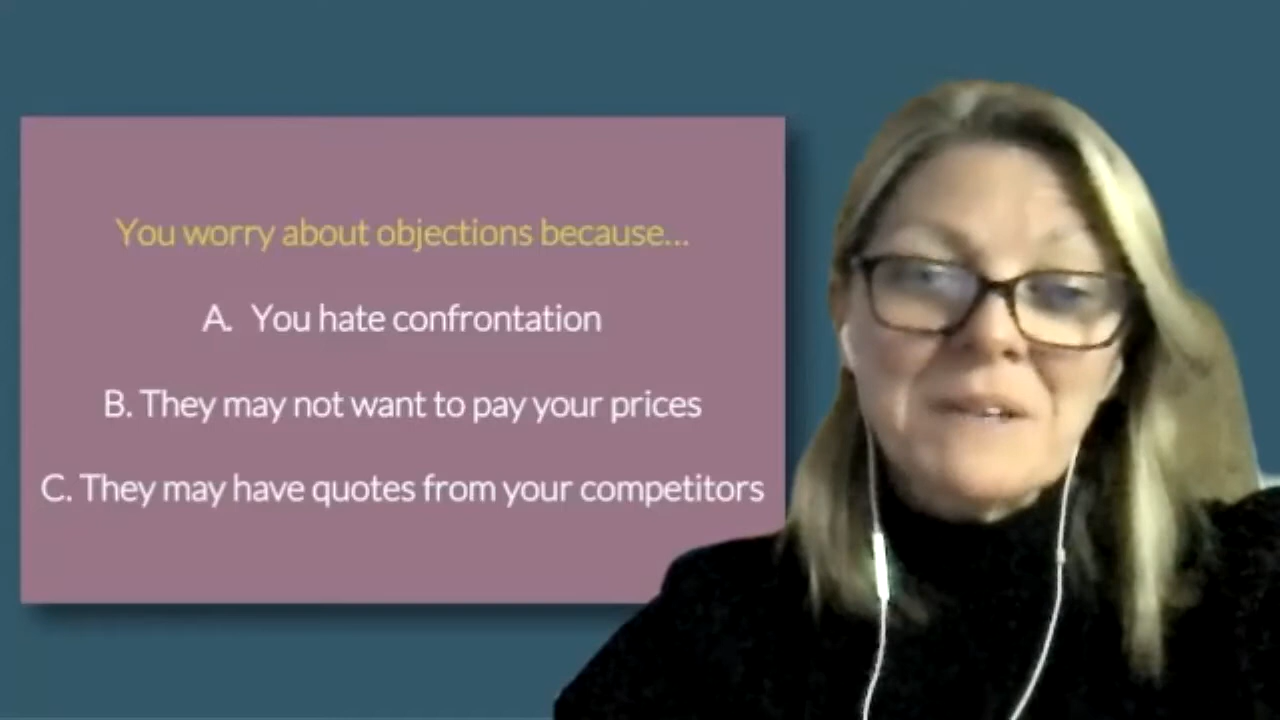 You worry about objections because...
A. You hate confrontation
B. They may not want to pay your prices
C. They may have quotes from your competitors